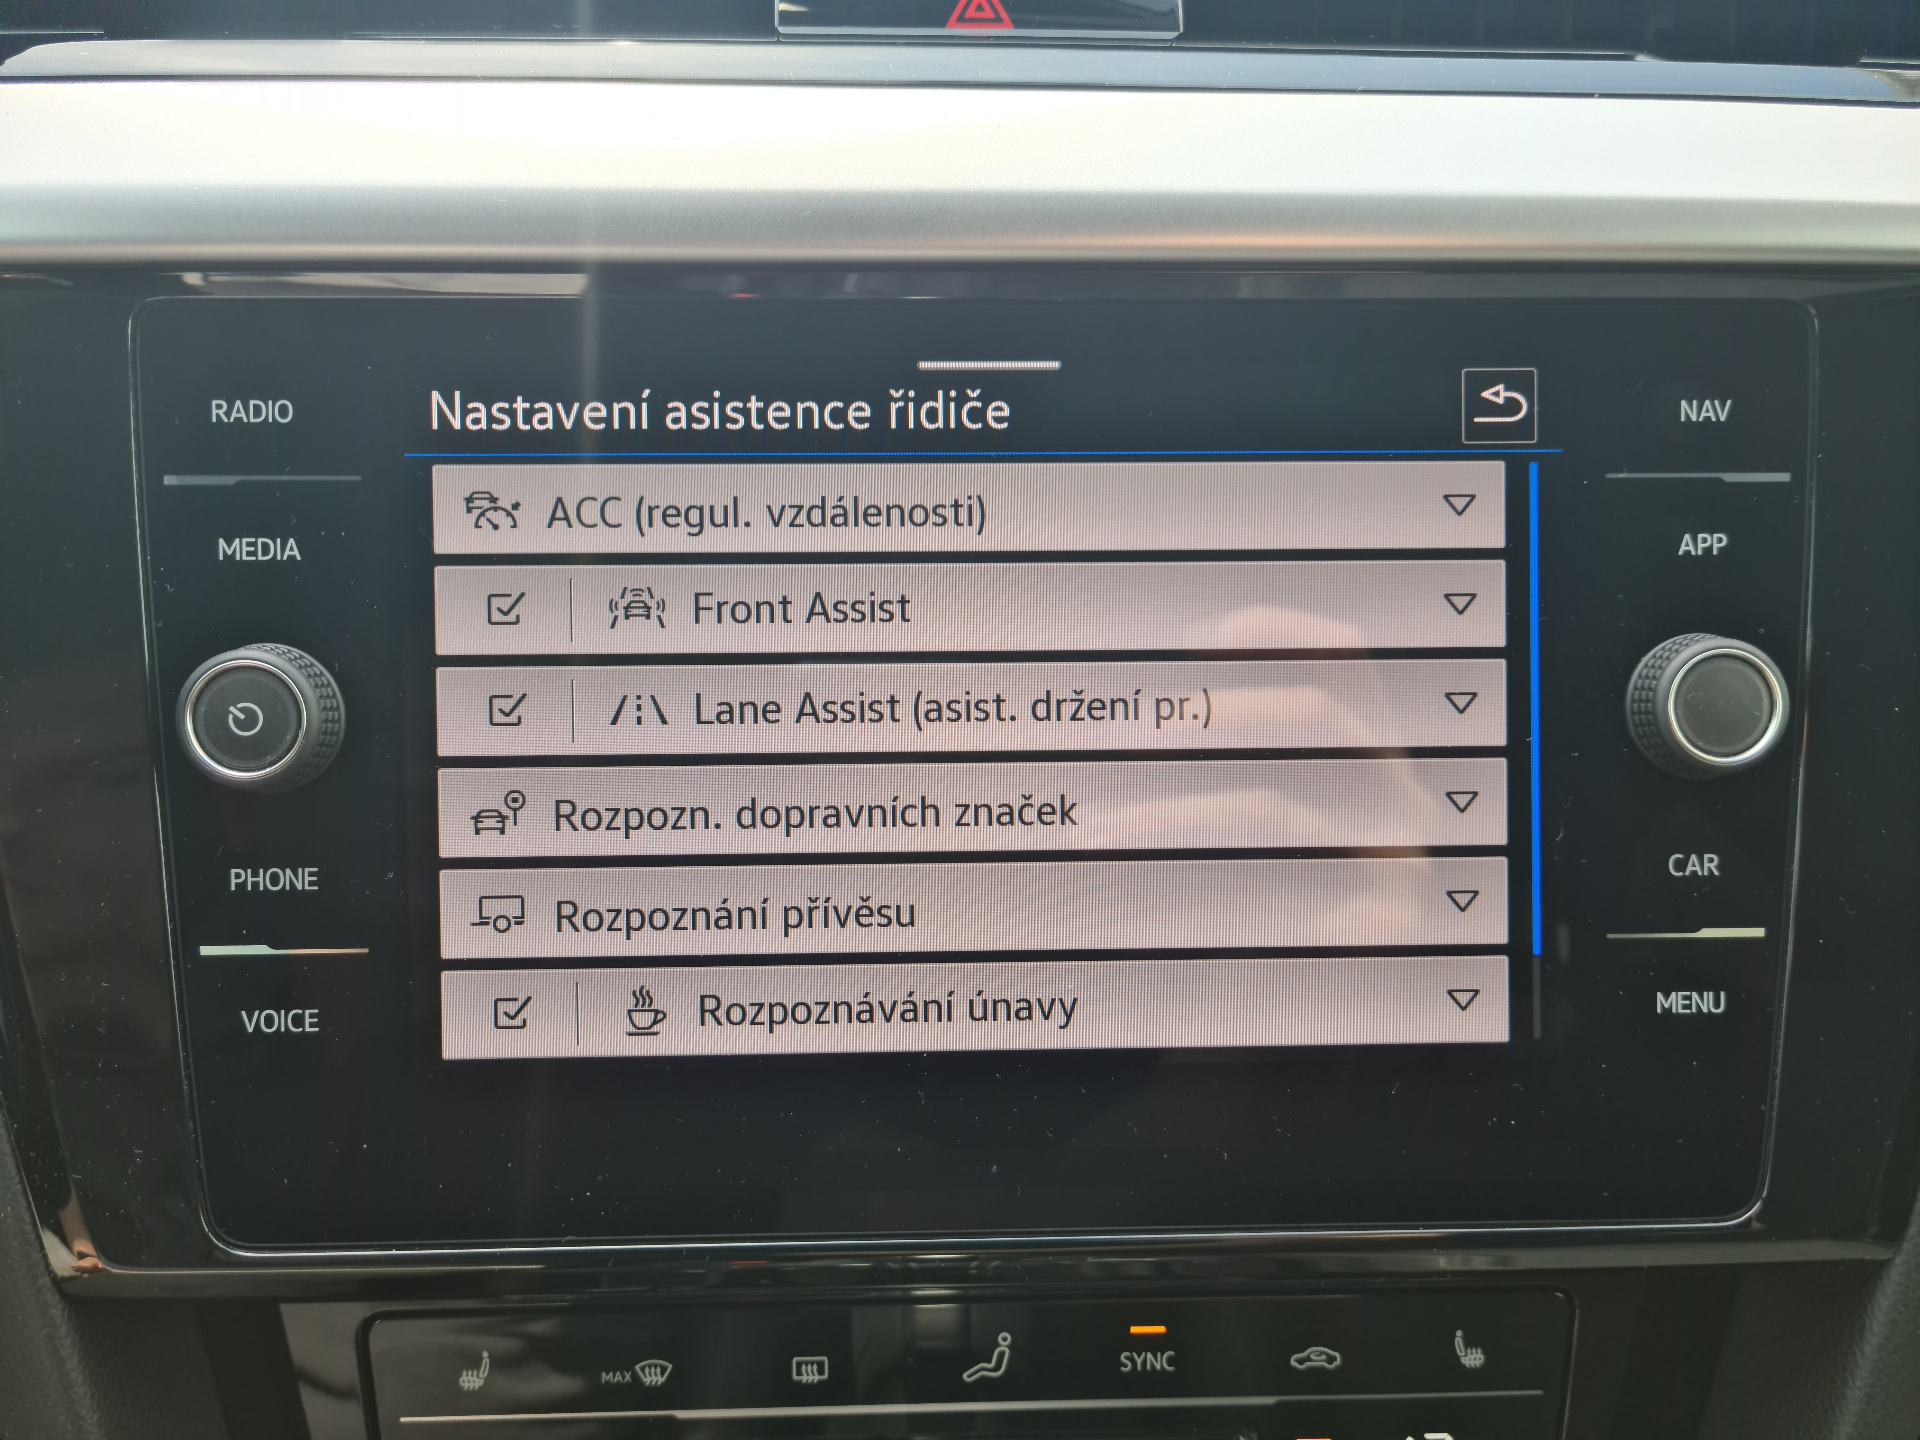 RADIO
MEDIA
PHONE
VOICE
Nastavení asistence řidiče
ACC (regul. vzdálenosti)
Front Assist
Lane Assist (asist. držení pr.)
Rozpozn. dopravních značek
Rozpoznání přívěsu
Rozpoznávání únavy
NAV
APP
CAR
MENU
MAX
SYNC